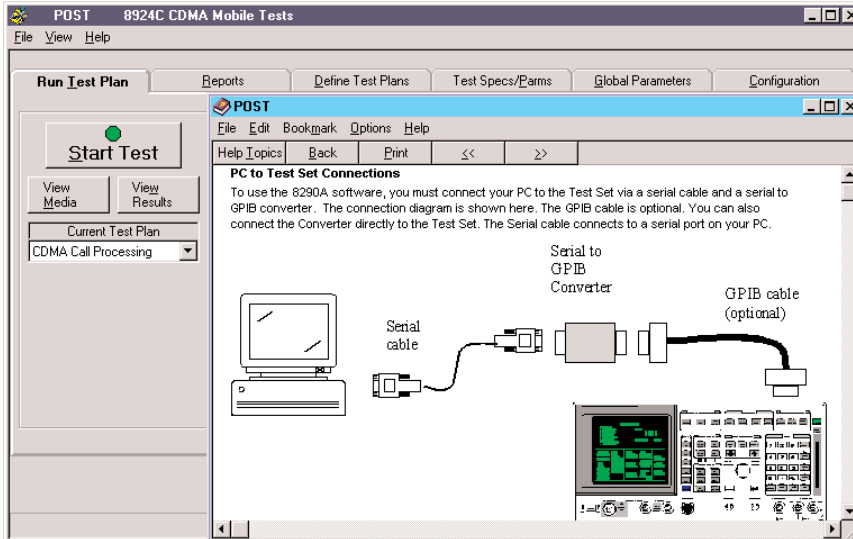 POST 8924C CDMA Mobile Tests
File View Help
Run Test Plan Reports Define Test Plans Test Specs/Parms Global Parameters Configuration
Start Test
View Media
View Results
Current Test Plan
CDMA Call Processing
POST
File Edit Bookmark Options Help
Help Topics Back Print << >>
PC to Test Set Connections
To use the 8290A software, you must connect your PC to the Test Set via a serial cable and a serial to
GPIB converter. The connection diagram is shown here. The GPIB cable is optional. You can also
connect the Converter directly to the Test Set. The Serial cable connects to a serial port on your PC.
Serial to
GPIB
Converter
GPIB cable
(optional)
Serial
cable